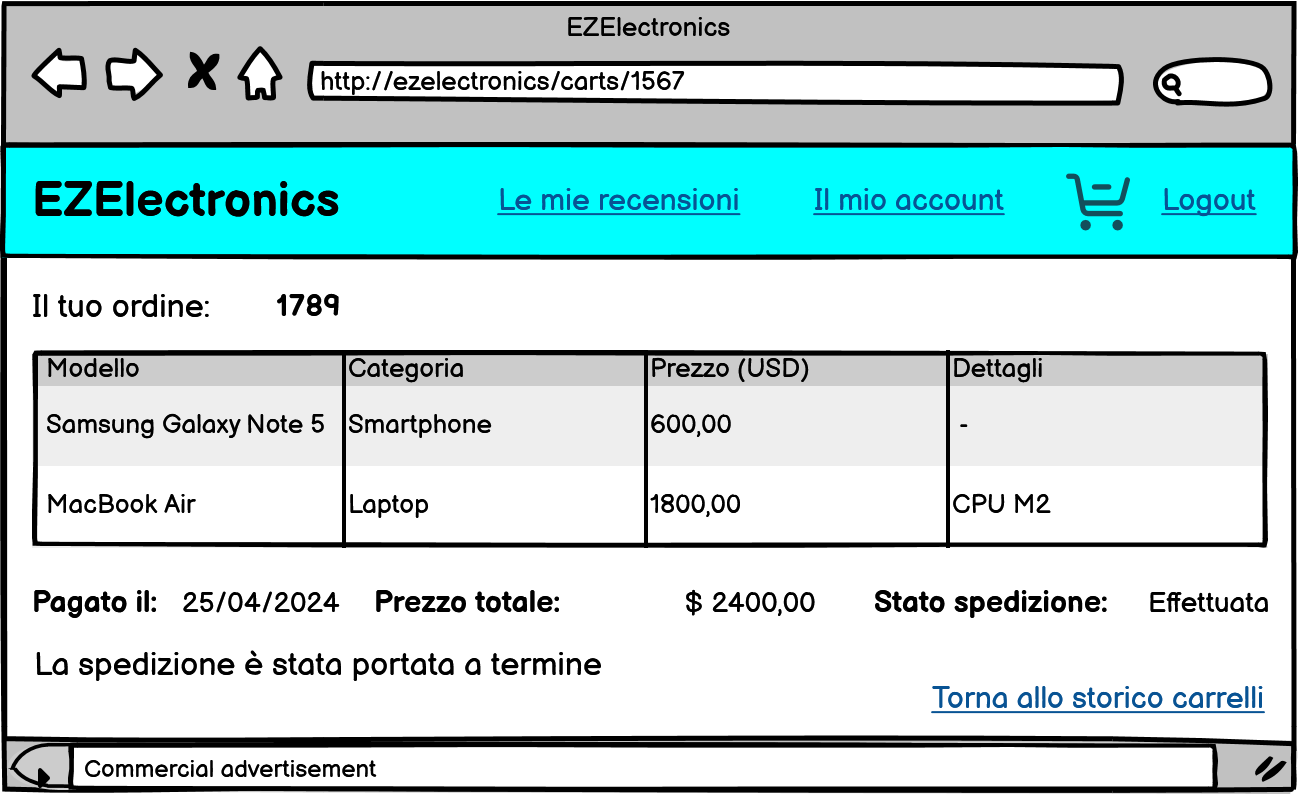 EZElectronics
http://ezelectronics/carts/1567
EZElectronics Le mie recensioni Il mio account Logout
Il tuo ordine: 1789
Modello Categoria Prezzo (USD) Dettagli
Samsung Galaxy Note 5 Smartphone 600,00 -
MacBook Air Laptop 1800,00 CPU M2
Pagato il: 25/04/2024 Prezzo totale: $ 2400,00 Stato spedizione: Effettuata
La spedizione è stata portata a termine
Torna allo storico carrelli
Commercial advertisement